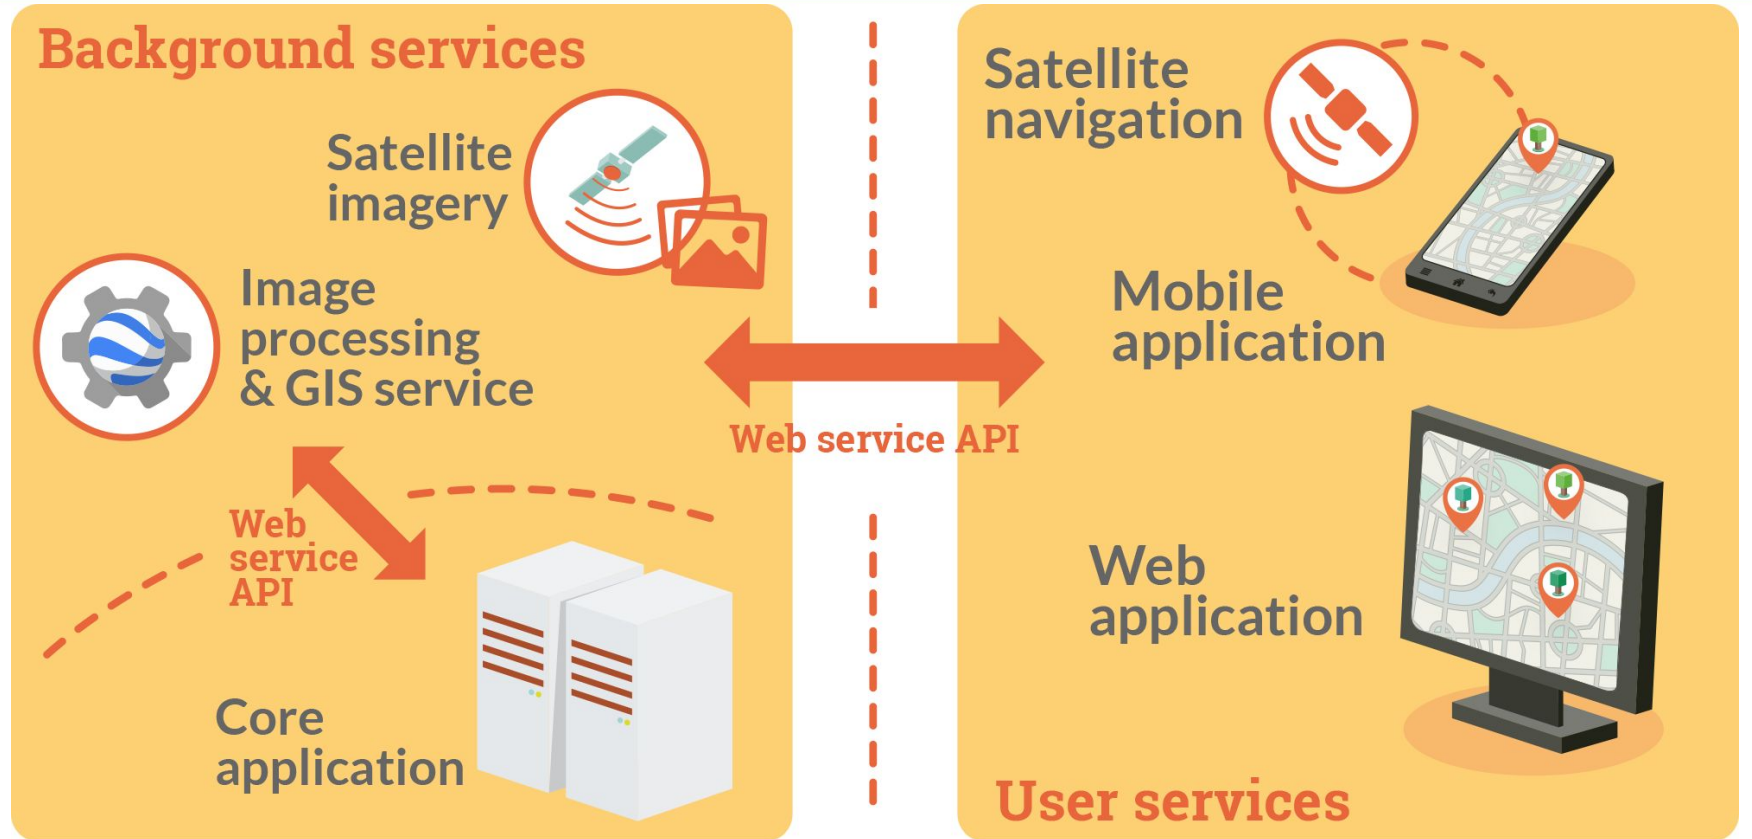 Background services
Satellite
imagery
Image
processing
& GIS service
Web
service
API
Core
application
Web service API
Satellite
navigation
Mobile
application
Web
application
User services